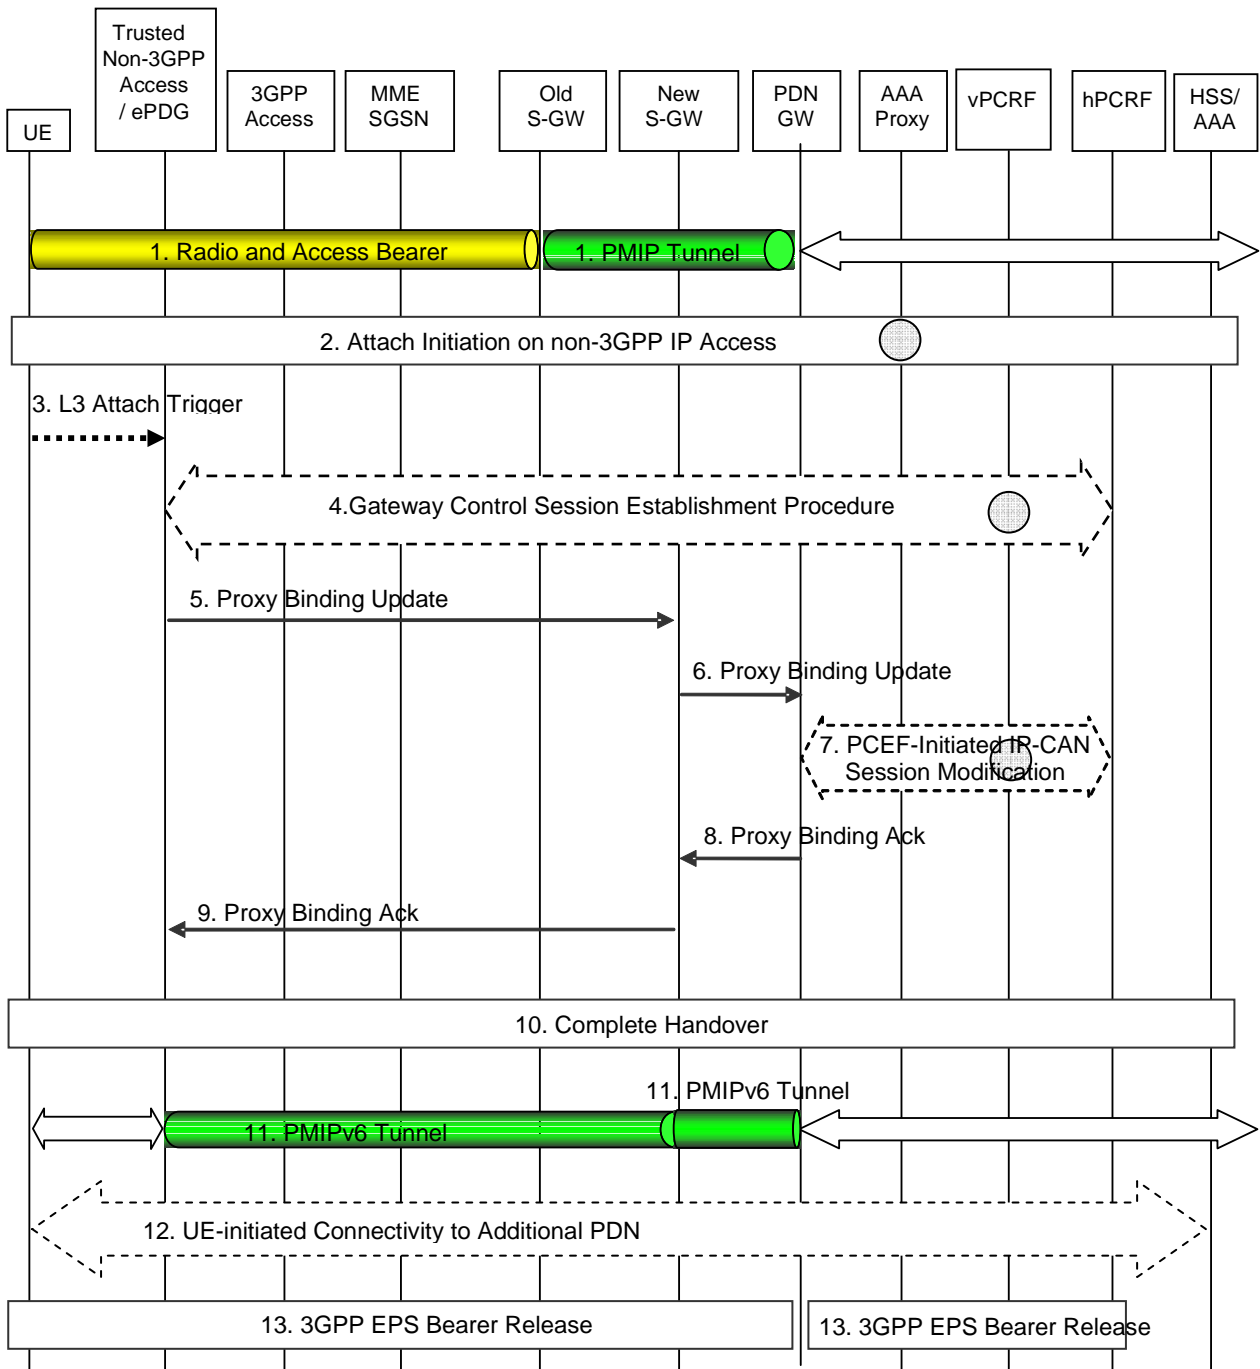 UE
Trusted
Non-3GPP
Access
/ ePDG
3GPP
Access
MME
SGSN
Old
S-GW
New
S-GW
PDN
GW
AAA
Proxy
vPCRF
hPCRF
HSS/
AAA
1. Radio and Access Bearer
1. PMIP Tunnel
2. Attach Initiation on non-3GPP IP Access
3. L3 Attach Trigger
4.Gateway Control Session Establishment Procedure
5. Proxy Binding Update
6. Proxy Binding Update
7. PCEF-Initiated IP-CAN
Session Modification
8. Proxy Binding Ack
9. Proxy Binding Ack
10. Complete Handover
11. PMIPv6 Tunnel
11. PMIPv6 Tunnel
12. UE-initiated Connectivity to Additional PDN
13. 3GPP EPS Bearer Release
13. 3GPP EPS Bearer Release